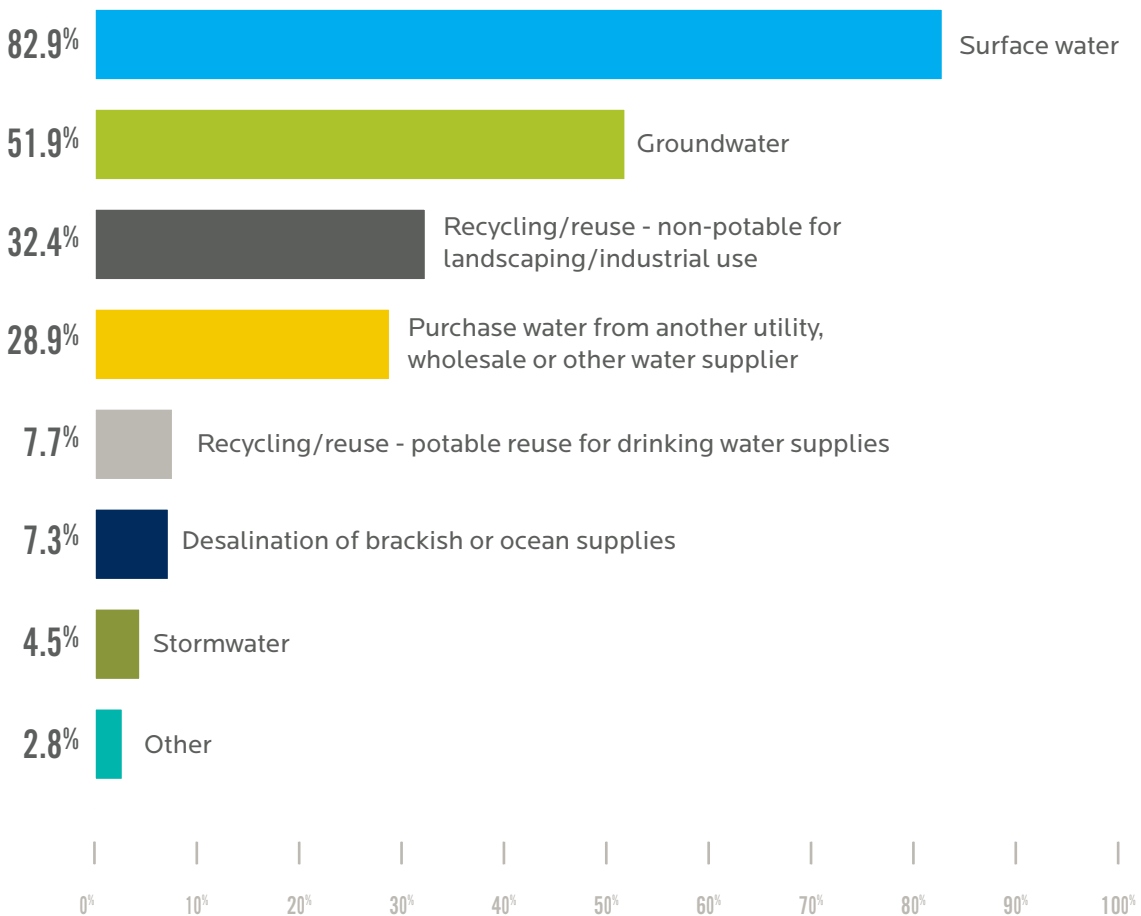 82.9%
Surface water
51.9%
Groundwater
32.4%
Recycling/reuse - non-potable for
landscaping/industrial use
28.9%
Purchase water from another utility,
wholesale or other water supplier
7.7%
Recycling/reuse - potable reuse for drinking water supplies
7.3%
Desalination of brackish or ocean supplies
4.5%
Stormwater
2.8%
Other
0% 10% 20% 30% 40% 50% 60% 70% 80% 90% 100%